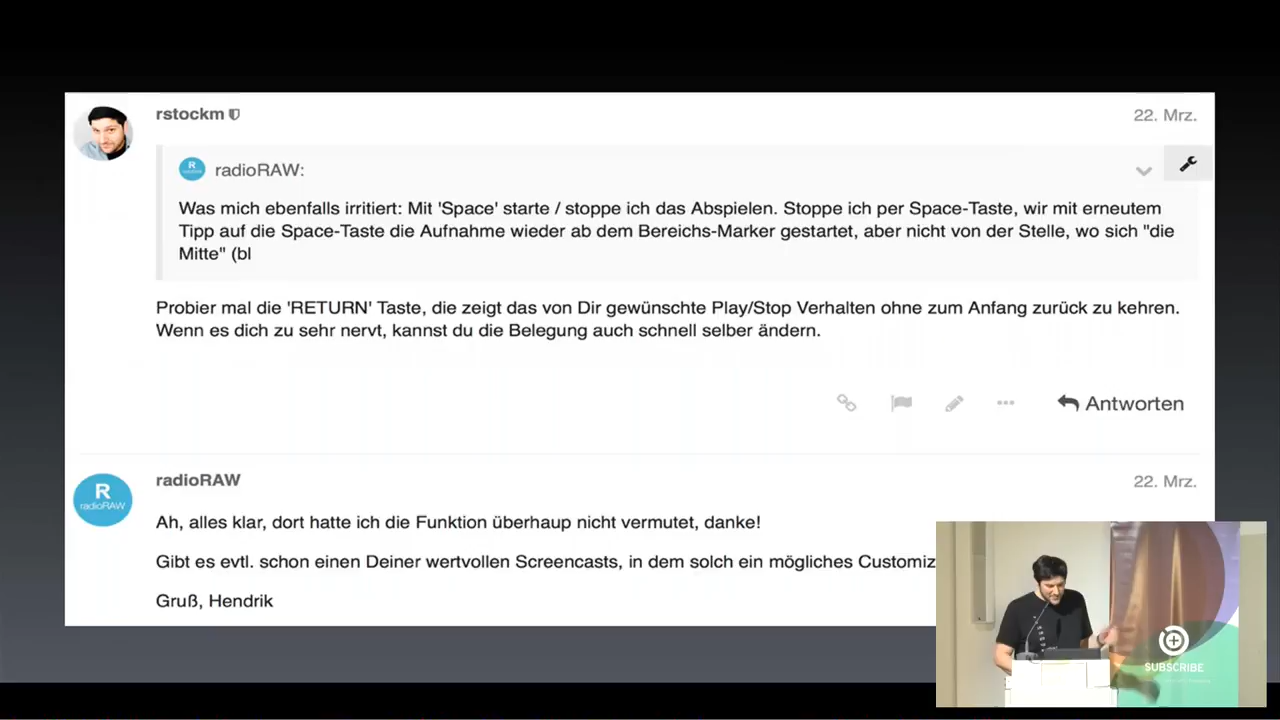 rstockm
22. Mrz.
radioRAW:
Was mich ebenfalls irritiert: Mit 'Space' starte / stoppe ich das Abspielen. Stoppe ich per Space-Taste, wir mit erneutem
Tipp auf die Space-Taste die Aufnahme wieder ab dem Bereichs-Marker gestartet, aber nicht von der Stelle, wo sich "die
Mitte" (bl
Probier mal die 'RETURN' Taste, die zeigt das von Dir gewünschte Play/Stop Verhalten ohne zum Anfang zurück zu kehren.
Wenn es dich zu sehr nervt, kannst du die Belegung auch schnell selber ändern.
Antworten
R
radioRAW
radioRAW
22. Mrz.
Ah, alles klar, dort hatte ich die Funktion überhaup nicht vermutet, danke!
Gibt es evtl. schon einen Deiner wertvollen Screencasts, in dem solch ein mögliches Customiz
Gruß, Hendrik
SUBSCRIBE